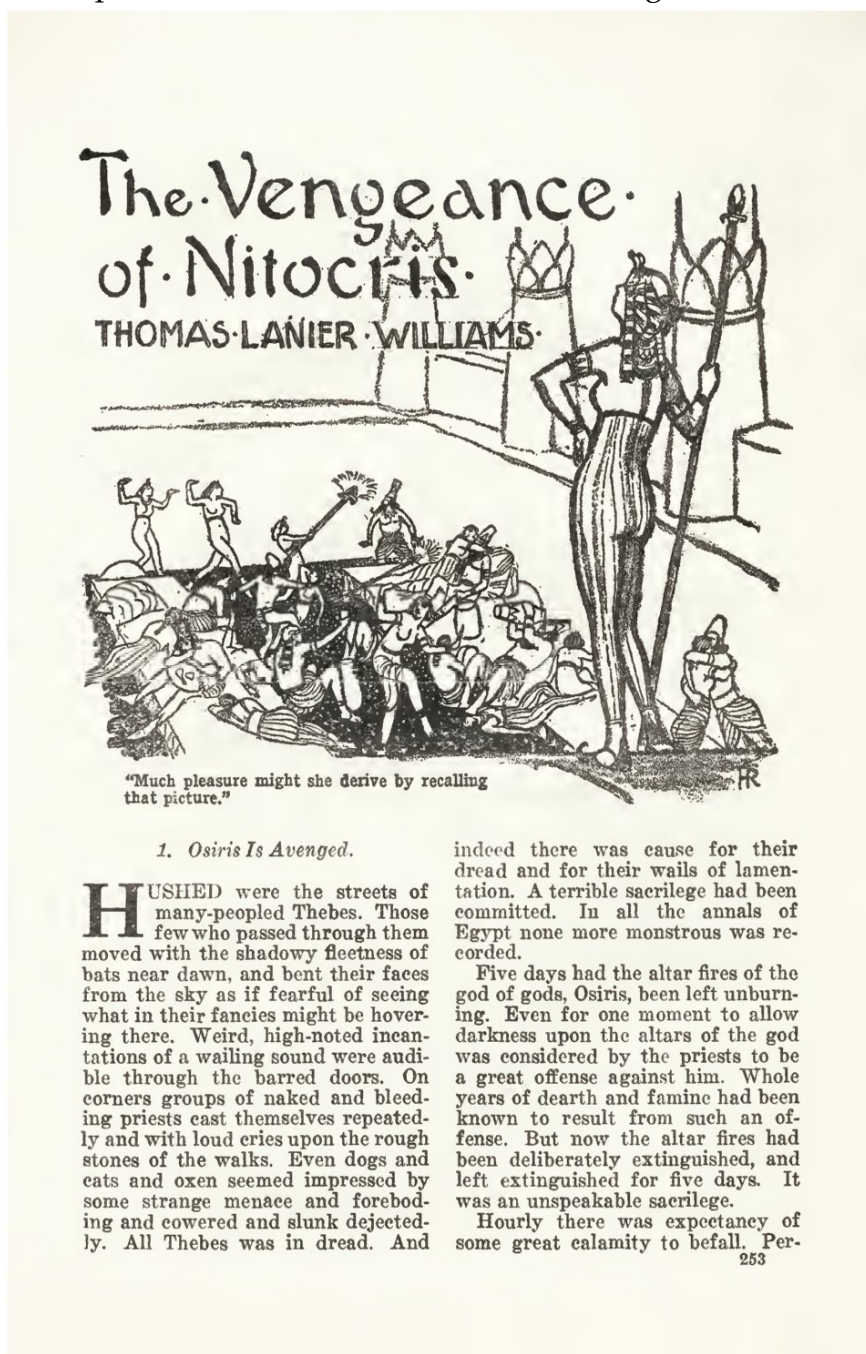 The·Vengeance·
of·Nitocris·
THOMAS·LANIER·WILLIAMS·
"Much pleasure might she derive by recalling
that picture."
HR
1. Osiris Is Avenged.
HUSHED were the streets of
many-peopled Thebes. Those
few who passed through them
moved with the shadowy fleetness of
bats near dawn, and bent their faces
from the sky as if fearful of seeing
what in their fancies might be hover-
ing there. Weird, high-noted incan-
tations of a wailing sound were audi-
ble through the barred doors. On
corners groups of naked and bleed-
ing priests cast themselves repeated-
ly and with loud cries upon the rough
stones of the walks. Even dogs and
cats and oxen seemed impressed by
some strange menace and forebod-
ing and cowered and slunk dejected-
ly. All Thebes was in dread. And
indeed there was cause for their
dread and for their wails of lamen-
tation. A terrible sacrilege had been
committed. In all the annals of
Egypt none more monstrous was re-
corded.
Five days had the altar fires of the
god of gods, Osiris, been left unburn-
ing. Even for one moment to allow
darkness upon the altars of the god
was considered by the priests to be
a great offense against him. Whole
years of dearth and famine had been
known to result from such an of-
fense. But now the altar fires had
been deliberately extinguished, and
left extinguished for five days. It
was an unspeakable sacrilege.
Hourly there was expectancy of
some great calamity to befall. Per-
253